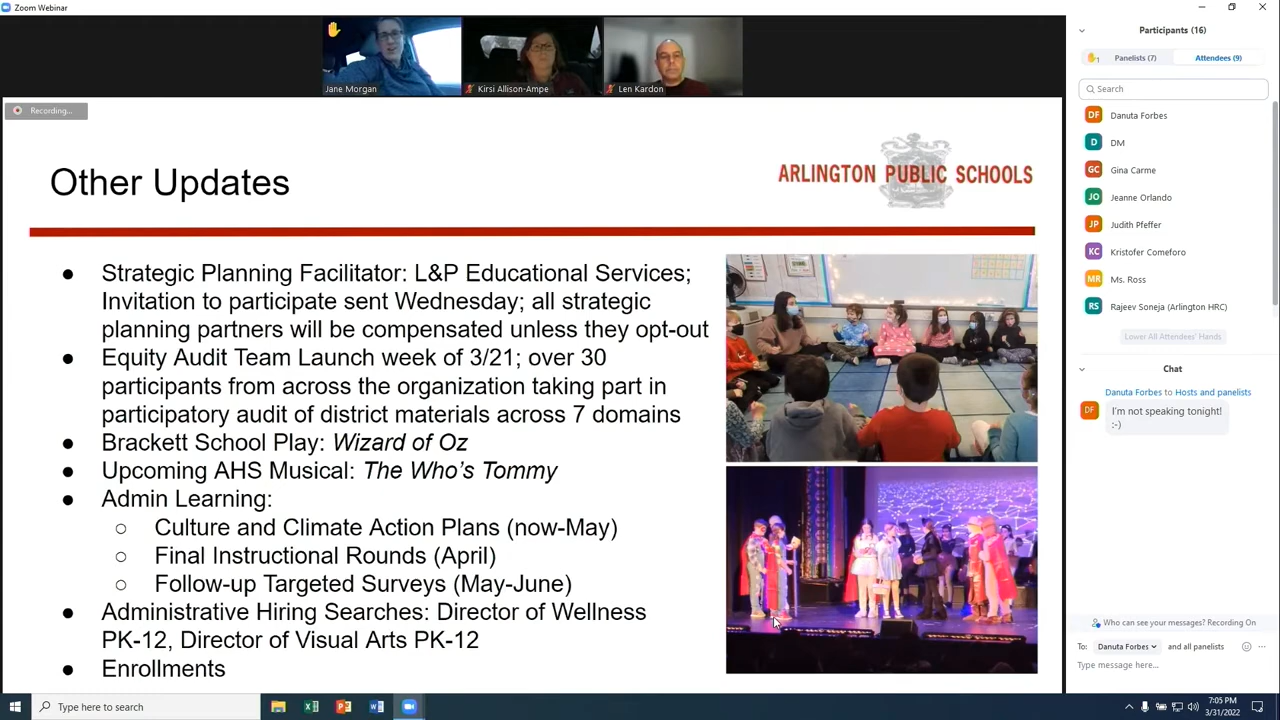 Zoom Webinar
Jane Morgan
Kirsi Allison-Ampe
Len Kardon
Recording...
Other Updates
ARLINGTON PUBLIC SCHOOLS
● Strategic Planning Facilitator: L&P Educational Services;
Invitation to participate sent Wednesday; all strategic
planning partners will be compensated unless they opt-out
● Equity Audit Team Launch week of 3/21; over 30
participants from across the organization taking part in
participatory audit of district materials across 7 domains
● Brackett School Play: Wizard of Oz
● Upcoming AHS Musical: The Who's Tommy
● Admin Learning:
○ Culture and Climate Action Plans (now-May)
○ Final Instructional Rounds (April)
○ Follow-up Targeted Surveys (May-June)
● Administrative Hiring Searches: Director of Wellness
PK-12, Director of Visual Arts PK-12
● Enrollments
Participants (16)
1
Panelists (7)
Attendees (9)
Search
DF Danuta Forbes
D DM
GC Gina Carme
JO Jeanne Orlando
JP Judith Pfeffer
KC Kristofer Comeforo
MR Ms. Ross
RS Rajeev Soneja (Arlington HRC)
Lower All Attendees' Hands
Chat
Danuta Forbes to Hosts and panelists
DF I'm not speaking tonight!
:-)
Who can see your messages? Recording On
To: Danuta Forbes and all panelists
Type message here...
Type here to search
7:05 PM
3/31/2022